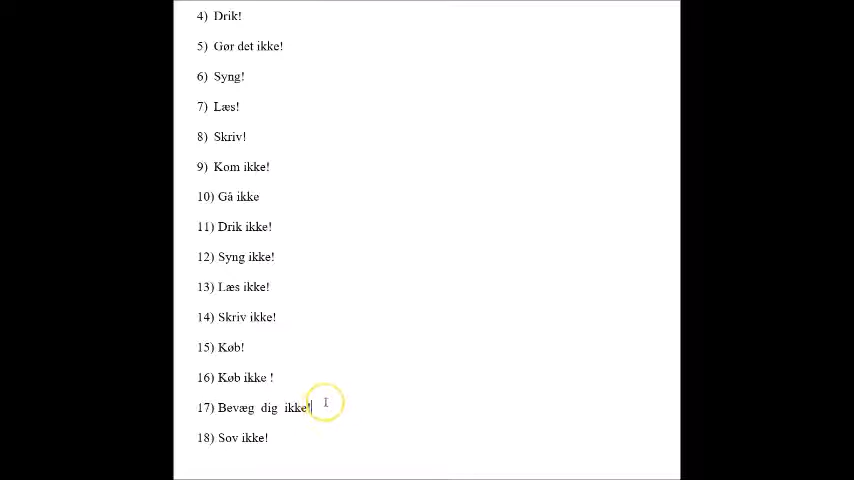 4) Drik!
5) Gør det ikke!
6) Syng!
7) Læs!
8) Skriv!
9) Kom ikke!
10) Gå ikke
11) Drik ikke!
12) Syng ikke!
13) Læs ikke!
14) Skriv ikke!
15) Køb!
16) Køb ikke !
17) Bevæg dig ikke!
18) Sov ikke!